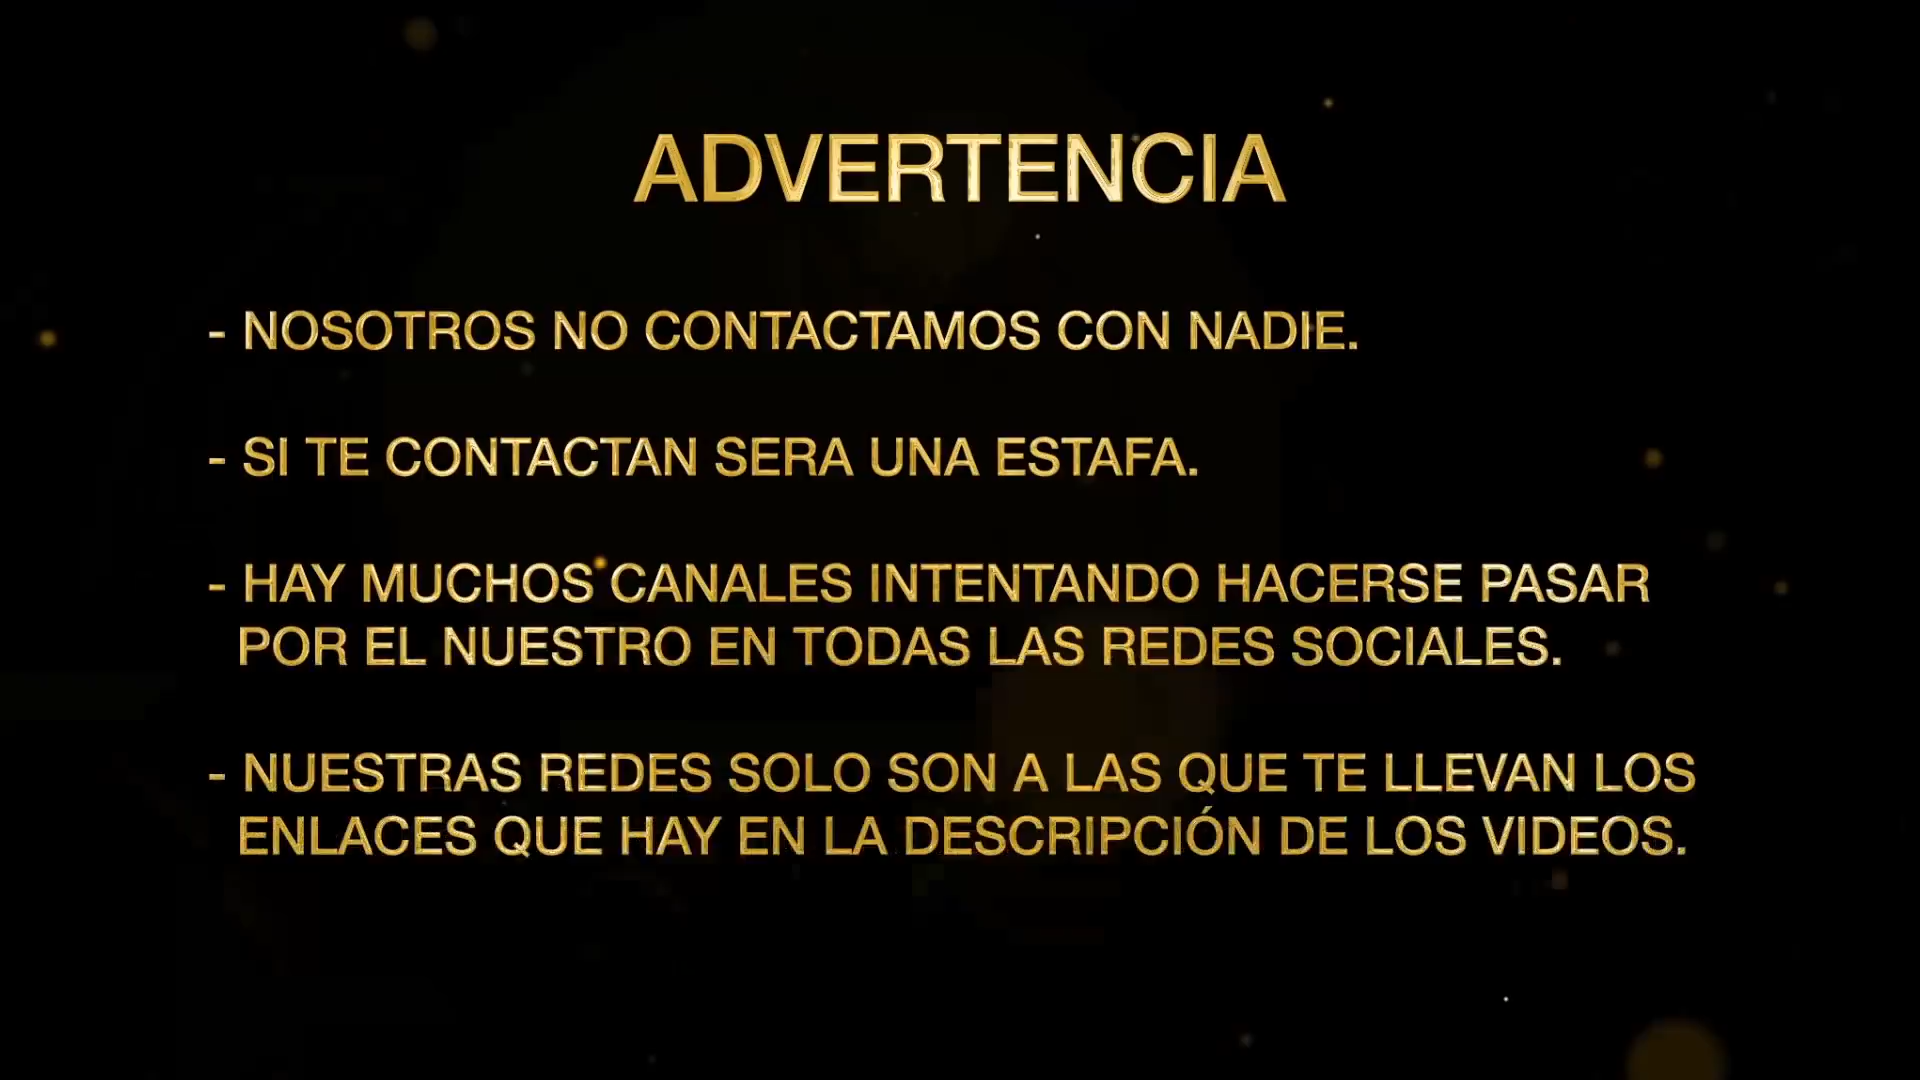 ADVERTENCIA
- NOSOTROS NO CONTACTAMOS CON NADIE.
- SI TE CONTACTAN SERA UNA ESTAFA.
- HAY MUCHOS CANALES INTENTANDO HACERSE PASAR
POR EL NUESTRO EN TODAS LAS REDES SOCIALES.
- NUESTRAS REDES SOLO SON A LAS QUE TE LLEVAN LOS
ENLACES QUE HAY EN LA DESCRIPCIÓN DE LOS VIDEOS.